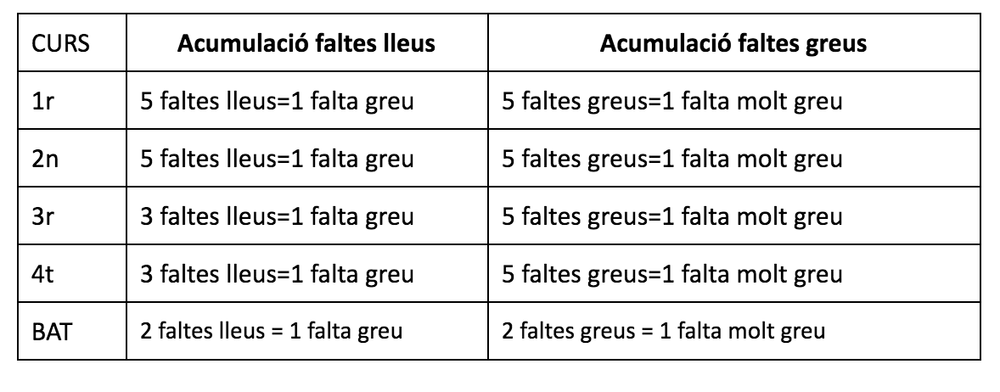 CURS Acumulació faltes lleus Acumulació faltes greus
1r 5 faltes lleus=1 falta greu 5 faltes greus=1 falta molt greu
2n 5 faltes lleus=1 falta greu 5 faltes greus=1 falta molt greu
3r 3 faltes lleus=1 falta greu 5 faltes greus=1 falta molt greu
4t 3 faltes lleus=1 falta greu 5 faltes greus=1 falta molt greu
BAT 2 faltes lleus = 1 falta greu 2 faltes greus = 1 falta molt greu